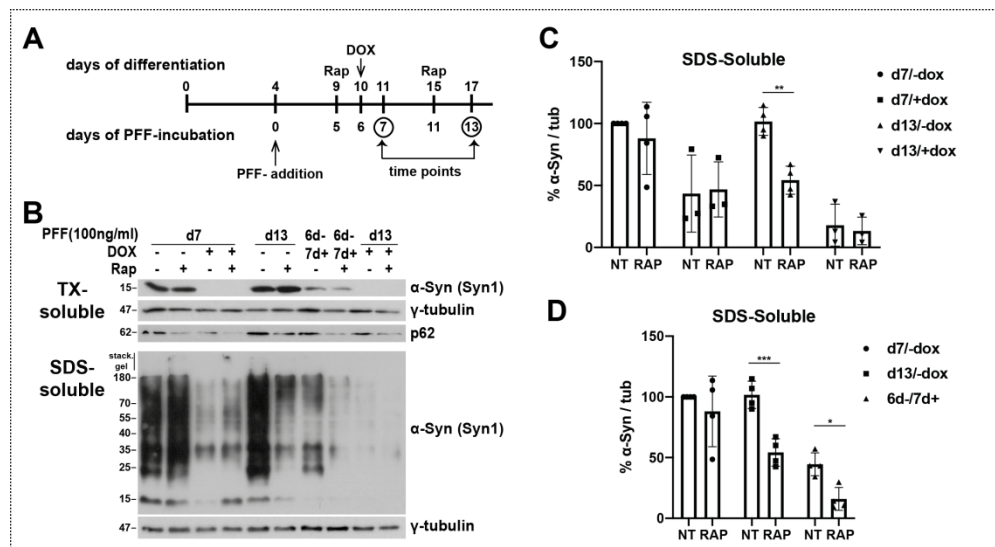 A
DOX
days of differentiation
Rap
Rap
0
4
9
10
11
15
17
days of PFF-incubation
0
5
6
7
11
13
PFF- addition
time points
B
PFF(100ng/ml)
d7
d13
6d-
7d+
6d-
7d+
d13
DOX
- - + + - - + +
Rap
- + - + - + - + - +
TX-
soluble
15-
α-Syn (Syn1)
47-
γ-tubulin
62-
p62
SDS-
soluble
stack.
gel
180-
70-
55-
40-
35-
25-
15-
α-Syn (Syn1)
47-
γ-tubulin
C
SDS-Soluble
% α-Syn / tub
150
100
50
0
**
NT RAP NT RAP NT RAP NT RAP
d7/-dox
d7/+dox
d13/-dox
d13/+dox
D
SDS-Soluble
% α-Syn / tub
150
100
50
0
***
*
NT RAP NT RAP NT RAP
d7/-dox
d13/-dox
6d-/7d+